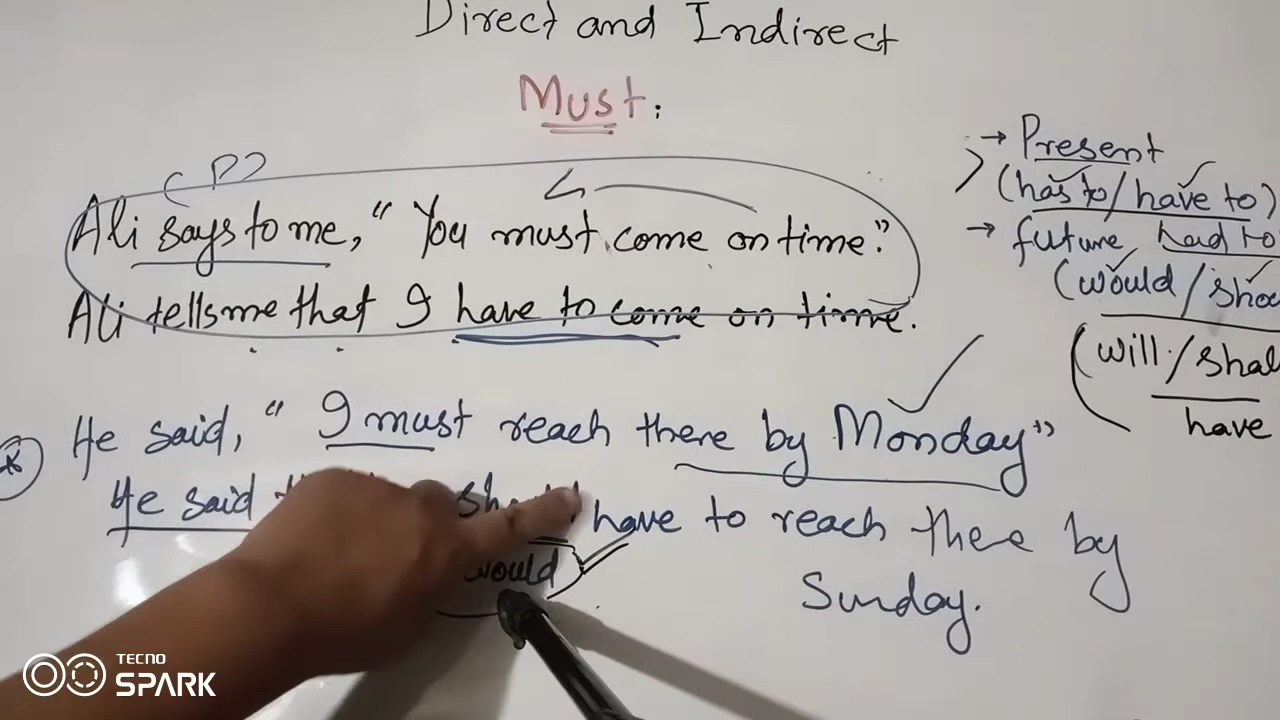 Direct and Indirect
Must:
(P)
Ali says to me, "You must come on time."
Ali tells me that I have to come on time.
→ Present
(has to/have to)
→ future had to
(would/
(will/
have
He said, "I must reach there by Monday"
He said have to reach there by
would
Sunday.
TECNO
SPARK